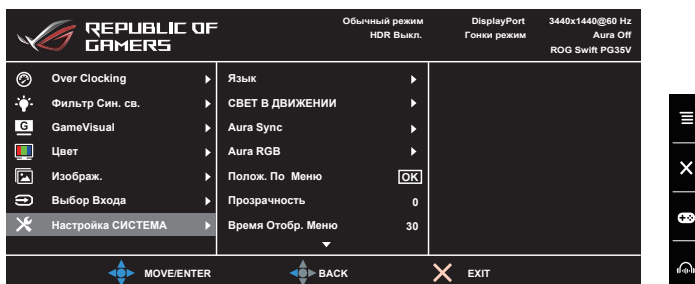 REPUBLIC OF
GAMERS
Обычный режим
HDR Выкл.
DisplayPort
Гонки режим
3440x1440@60 Hz
Aura Off
ROG Swift PG35V
Over Clocking
Фильтр Син. св.
G GameVisual
Цвет
Изображ.
Выбор Входа
Настройка СИСТЕМА
Язык
СВЕТ В ДВИЖЕНИИ
Aura Sync
Aura RGB
Полож. По Меню OK
Прозрачность 0
Время Отобр. Меню 30
MOVE/ENTER BACK EXIT